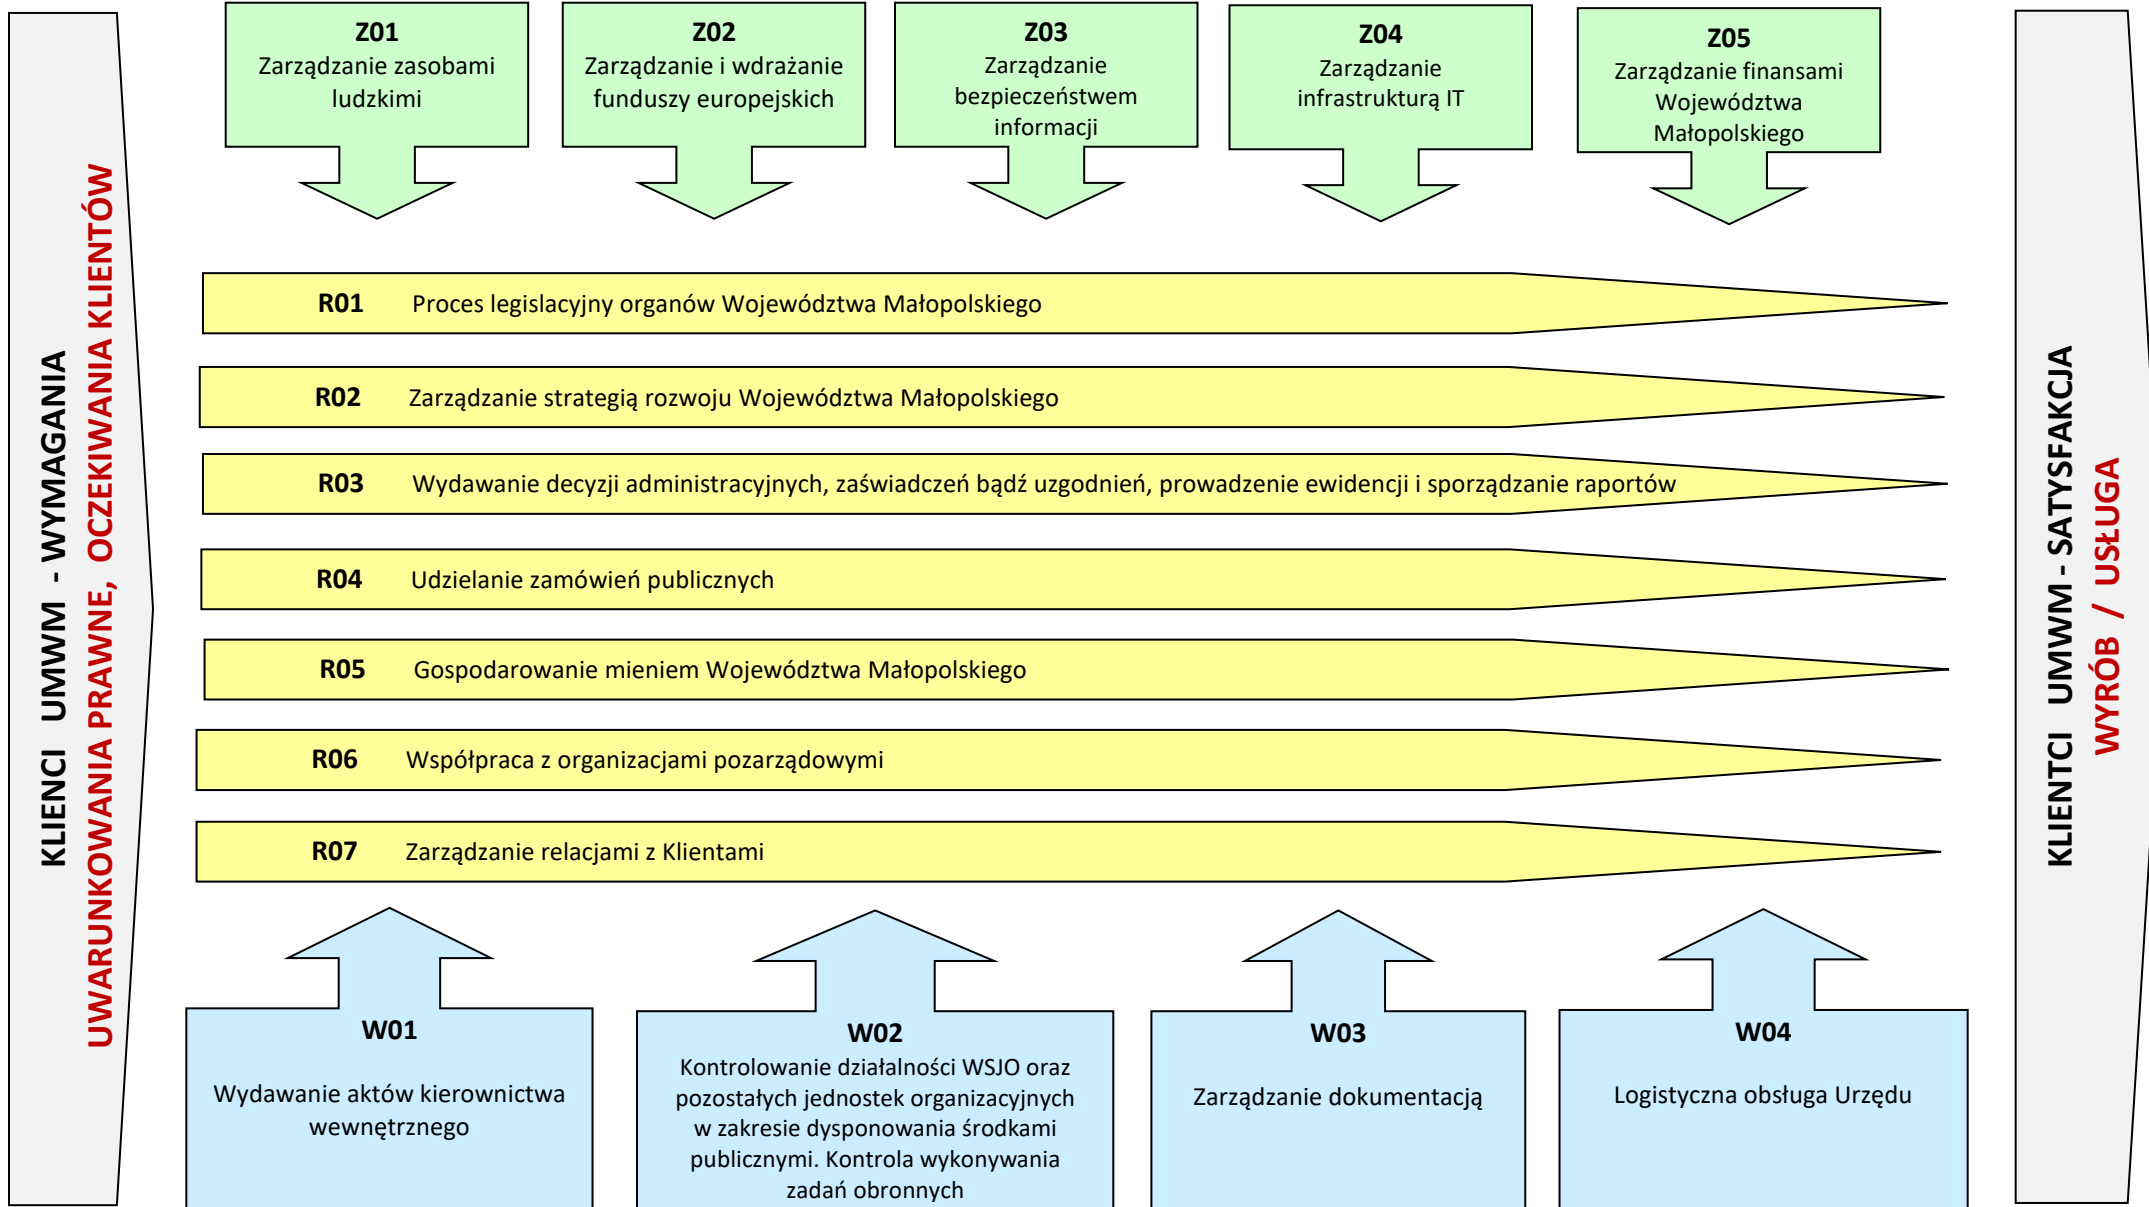 KLIENCI UMWM - WYMAGANIA
UWARUNKOWANIA PRAWNE, OCZEKIWANIA KLIENTÓW
Z01
Zarządzanie zasobami
ludzkimi
Z02
Zarządzanie i wdrażanie
funduszy europejskich
Z03
Zarządzanie
bezpieczeństwem
informacji
Z04
Zarządzanie
infrastrukturą IT
Z05
Zarządzanie finansami
Województwa
Małopolskiego
R01 Proces legislacyjny organów Województwa Małopolskiego
R02 Zarządzanie strategią rozwoju Województwa Małopolskiego
R03 Wydawanie decyzji administracyjnych, zaświadczeń bądź uzgodnień, prowadzenie ewidencji i sporządzanie raportów
R04 Udzielanie zamówień publicznych
R05 Gospodarowanie mieniem Województwa Małopolskiego
R06 Współpraca z organizacjami pozarządowymi
R07 Zarządzanie relacjami z Klientami
W01
Wydawanie aktów kierownictwa
wewnętrznego
W02
Kontrolowanie działalności WSJO oraz
pozostałych jednostek organizacyjnych
w zakresie dysponowania środkami
publicznymi. Kontrola wykonywania
zadań obronnych
W03
Zarządzanie dokumentacją
W04
Logistyczna obsługa Urzędu
KLIENTCI UMWM - SATYSFAKCJA
WYRÓB / USŁUGA